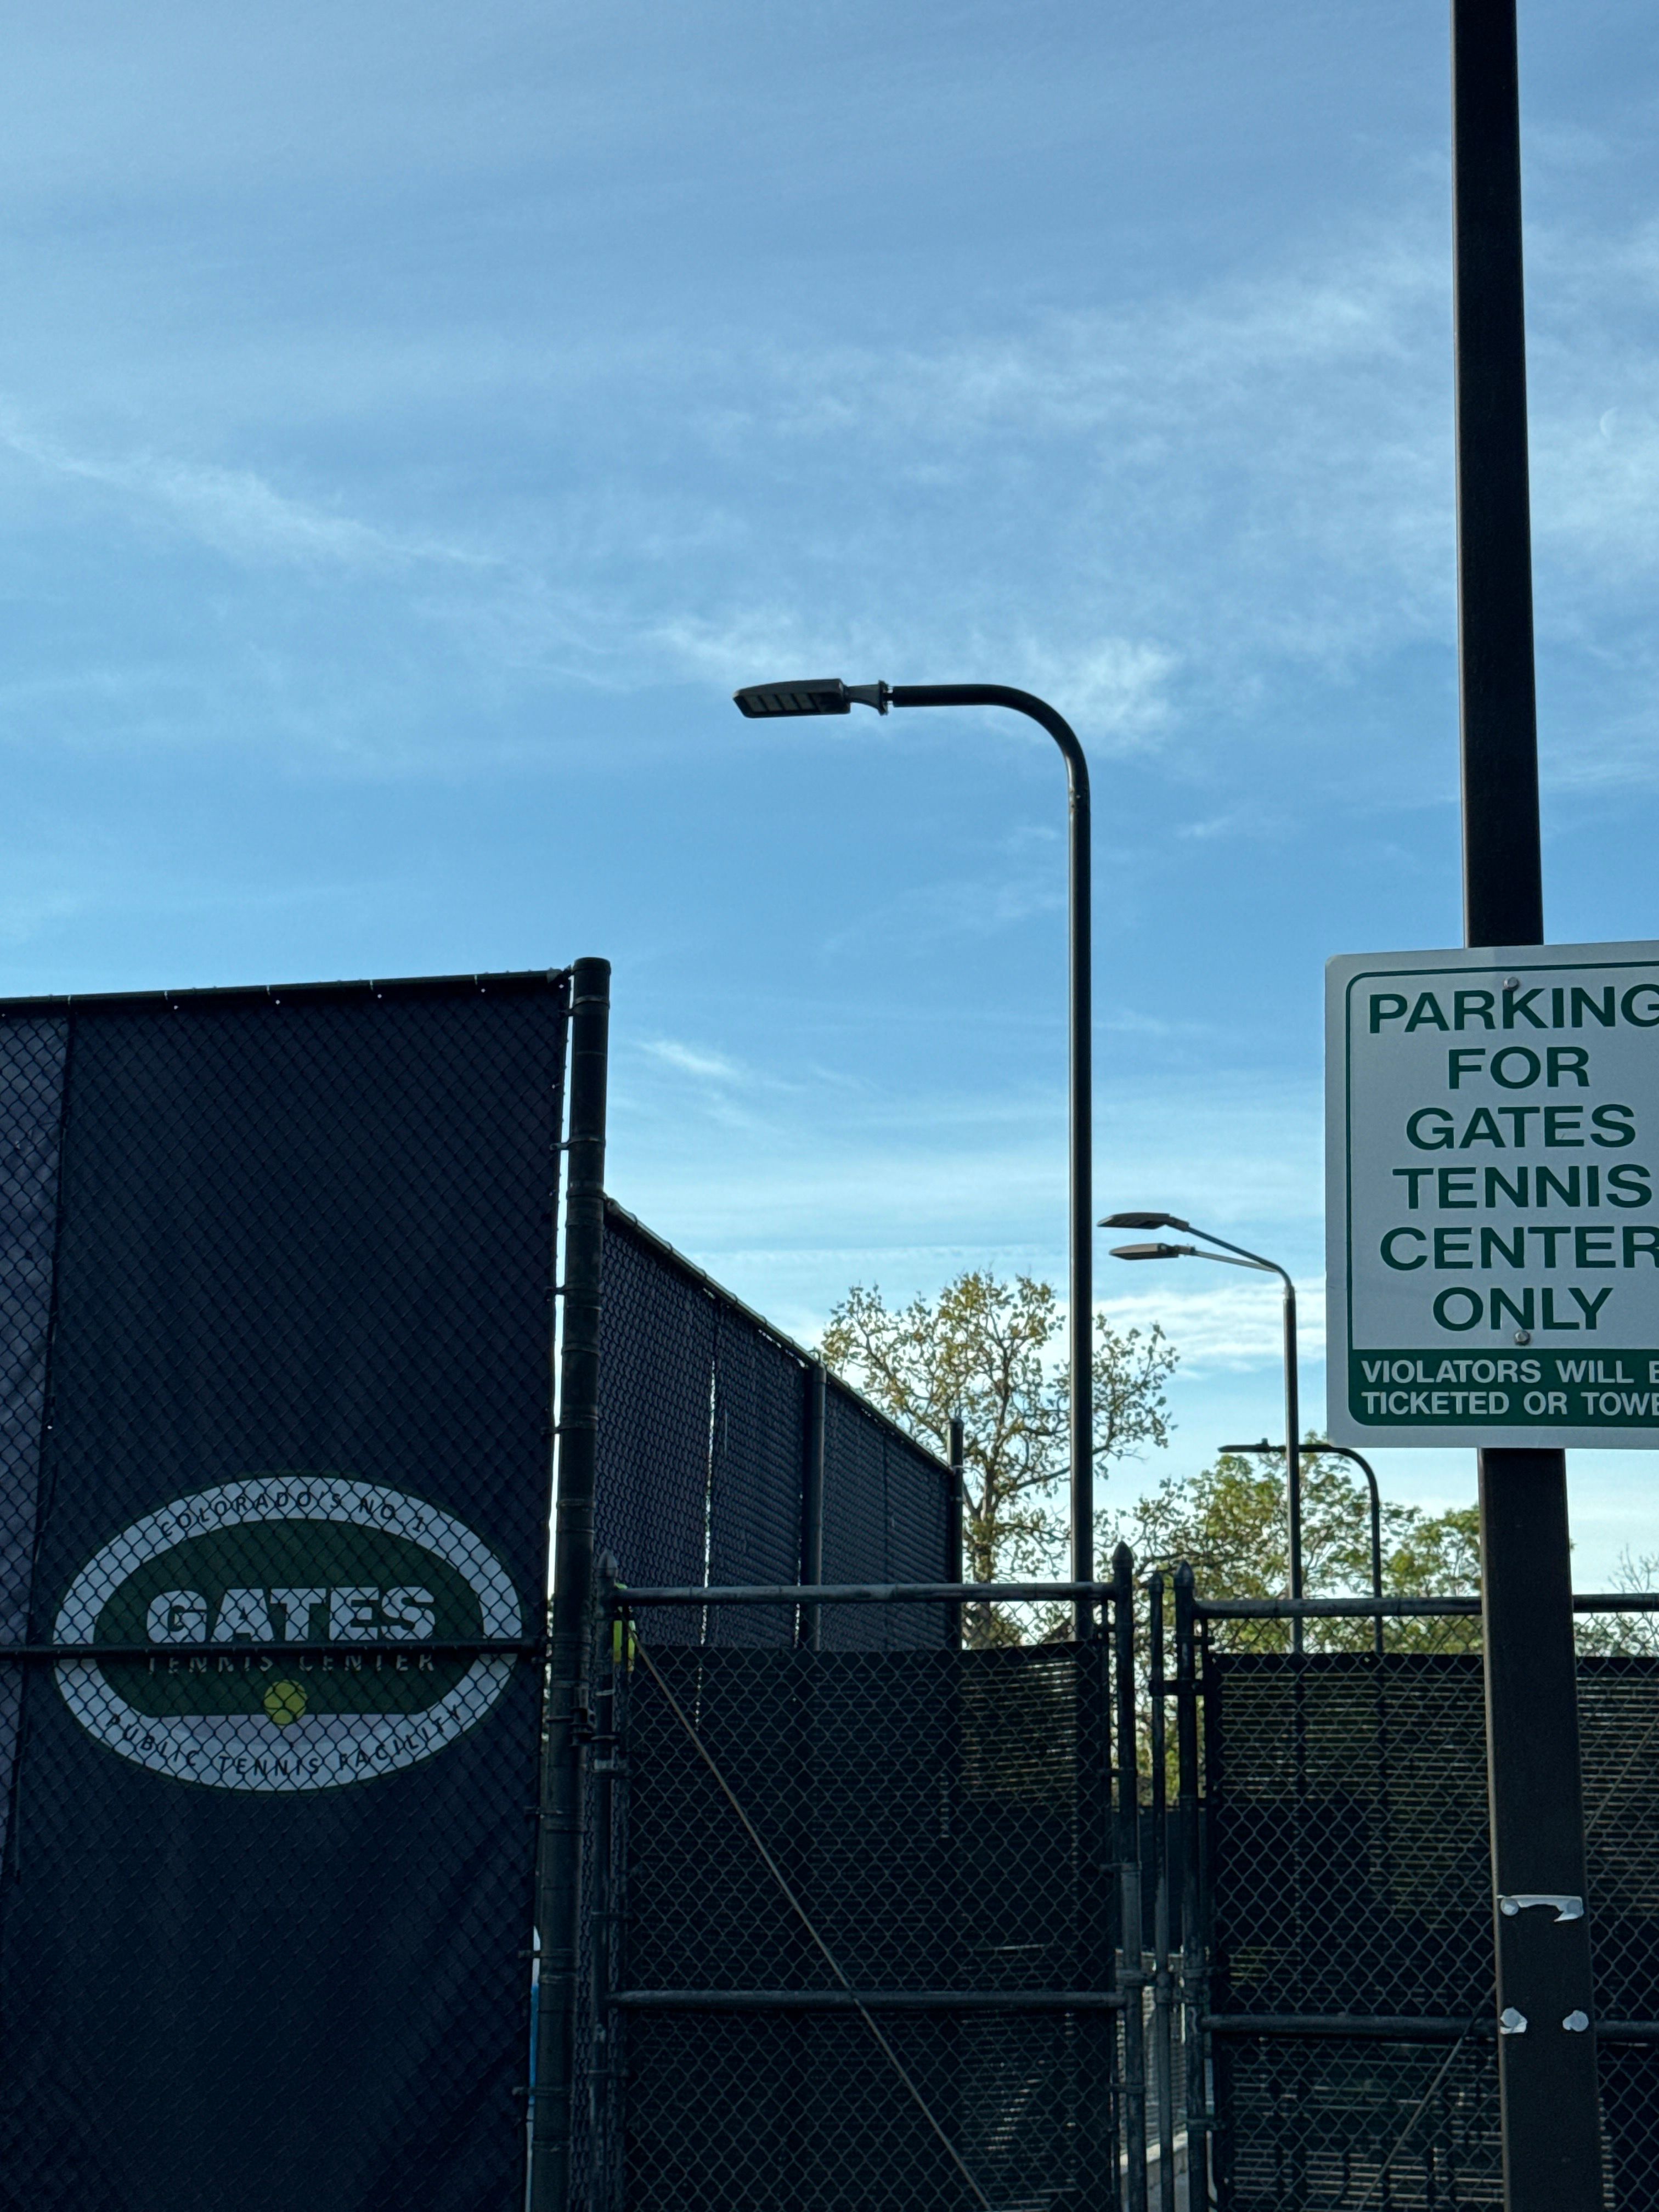 COLORADO'S NO.1
GATES
TENNIS CENTER
PUBLIC TENNIS FACILITY
PARKING
FOR
GATES
TENNIS
CENTER
ONLY
VIOLATORS WILL
TICKETED OR